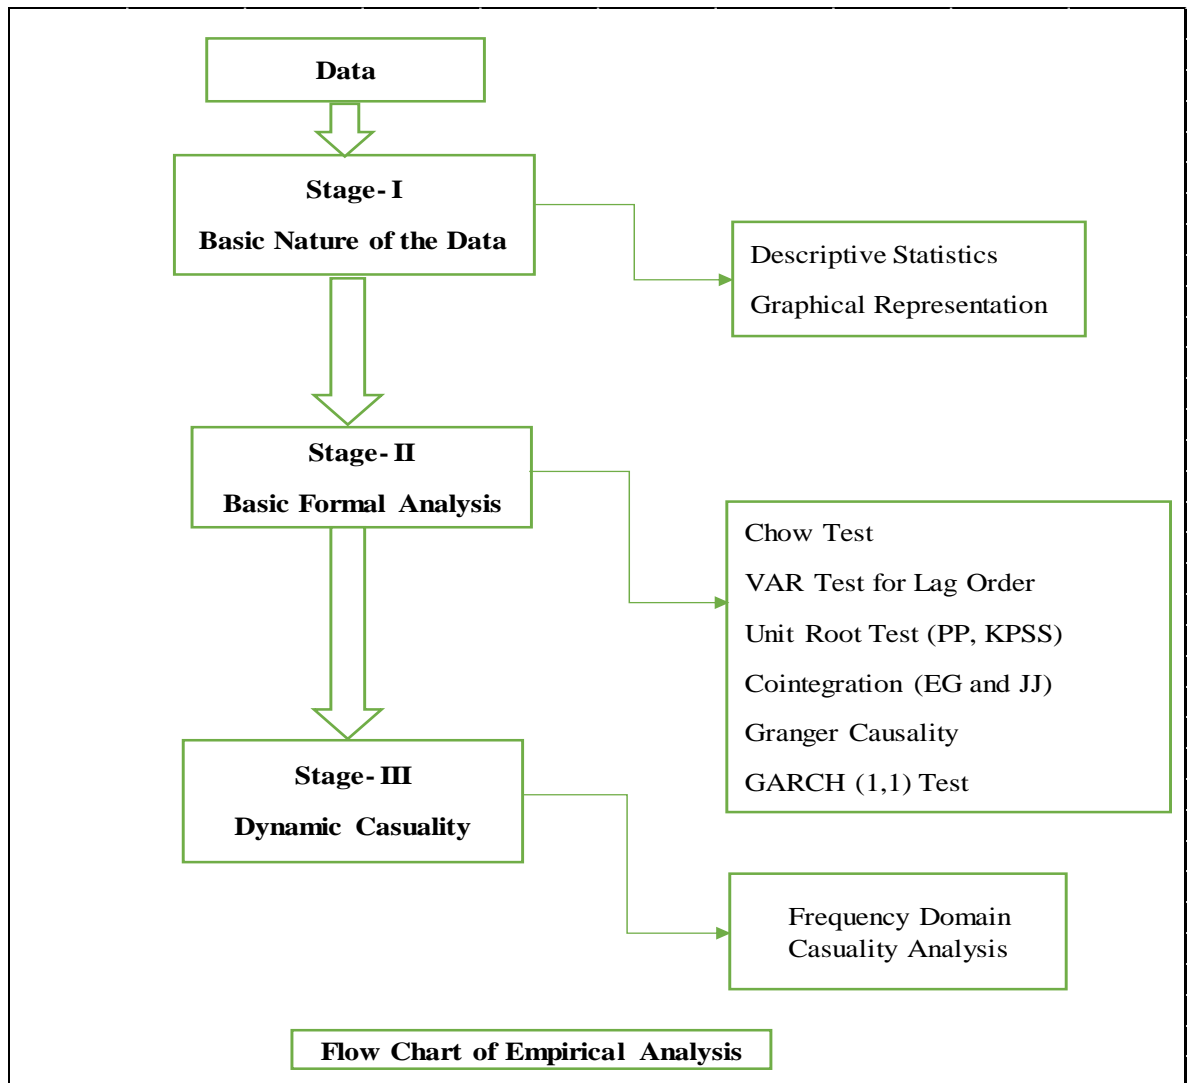 Data
Stage-I
Basic Nature of the Data
Descriptive Statistics
Graphical Representation
Stage-II
Basic Formal Analysis
Chow Test
VAR Test for Lag Order
Unit Root Test (PP, KPSS)
Cointegration (EG and JJ)
Granger Causality
GARCH (1,1) Test
Stage-III
Dynamic Casuality
Frequency Domain
Casuality Analysis
Flow Chart of Empirical Analysis